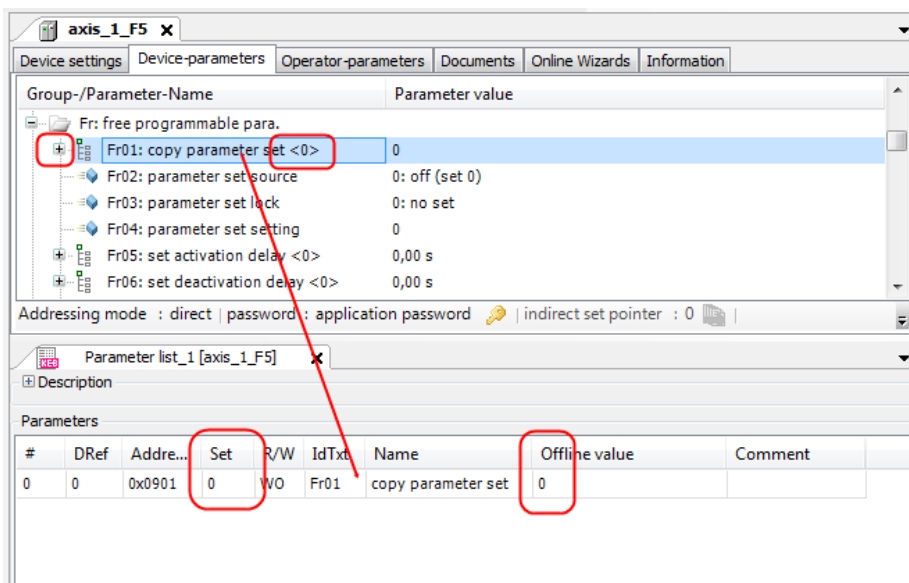 axis_1_F5 x
Device settings Device-parameters Operator-parameters Documents Online Wizards Information
Group-/Parameter-Name Parameter value
Fr: free programmable para.
Fr01: copy parameter set <0> 0
Fr02: parameter set source 0: off (set 0)
Fr03: parameter set lock 0: no set
Fr04: parameter set setting 0
Fr05: set activation delay <0> 0,00 s
Fr06: set deactivation delay <0> 0,00 s
Addressing mode : direct | password : application password | indirect set pointer : 0 |
KEB Parameter list_1 [axis_1_F5] x
Description
Parameters
# DRef Addre... Set R/W IdTxt Name Offline value Comment
0 0 0x0901 0 WO Fr01 copy parameter set 0